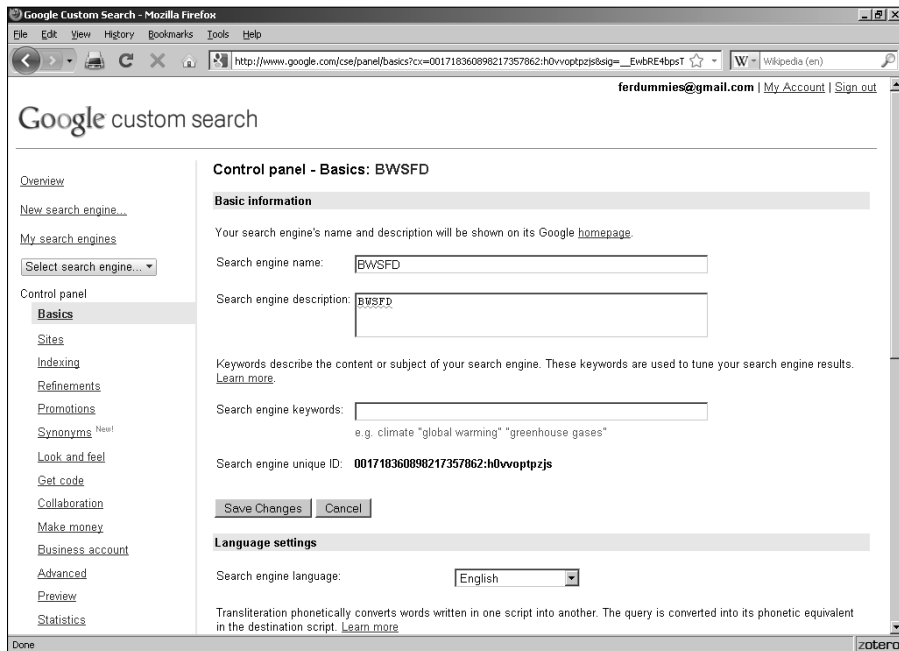 Google Custom Search - Mozilla Firefox
File Edit View History Bookmarks Tools Help
http://www.google.com/cse/panel/basics?cx=001718360898217357862:h0vvoptpzjs&sig=__EwbRE4bpsT W Wikipedia (en)
ferdummies@gmail.com | My Account | Sign out
Google custom search
Overview
New search engine...
My search engines
Select search engine...
Control panel
Basics
Sites
Indexing
Refinements
Promotions
Synonyms New!
Look and feel
Get code
Collaboration
Make money
Business account
Advanced
Preview
Statistics
Control panel - Basics: BWSFD
Basic information
Your search engine's name and description will be shown on its Google homepage.
Search engine name: BWSFD
Search engine description: BWSFD
Keywords describe the content or subject of your search engine. These keywords are used to tune your search engine results.
Learn more.
Search engine keywords:
e.g. climate "global warming" "greenhouse gases"
Search engine unique ID: 001718360898217357862:h0vvoptpzjs
Save Changes Cancel
Language settings
Search engine language: English
Transliteration phonetically converts words written in one script into another. The query is converted into its phonetic equivalent
in the destination script. Learn more
Done zotero